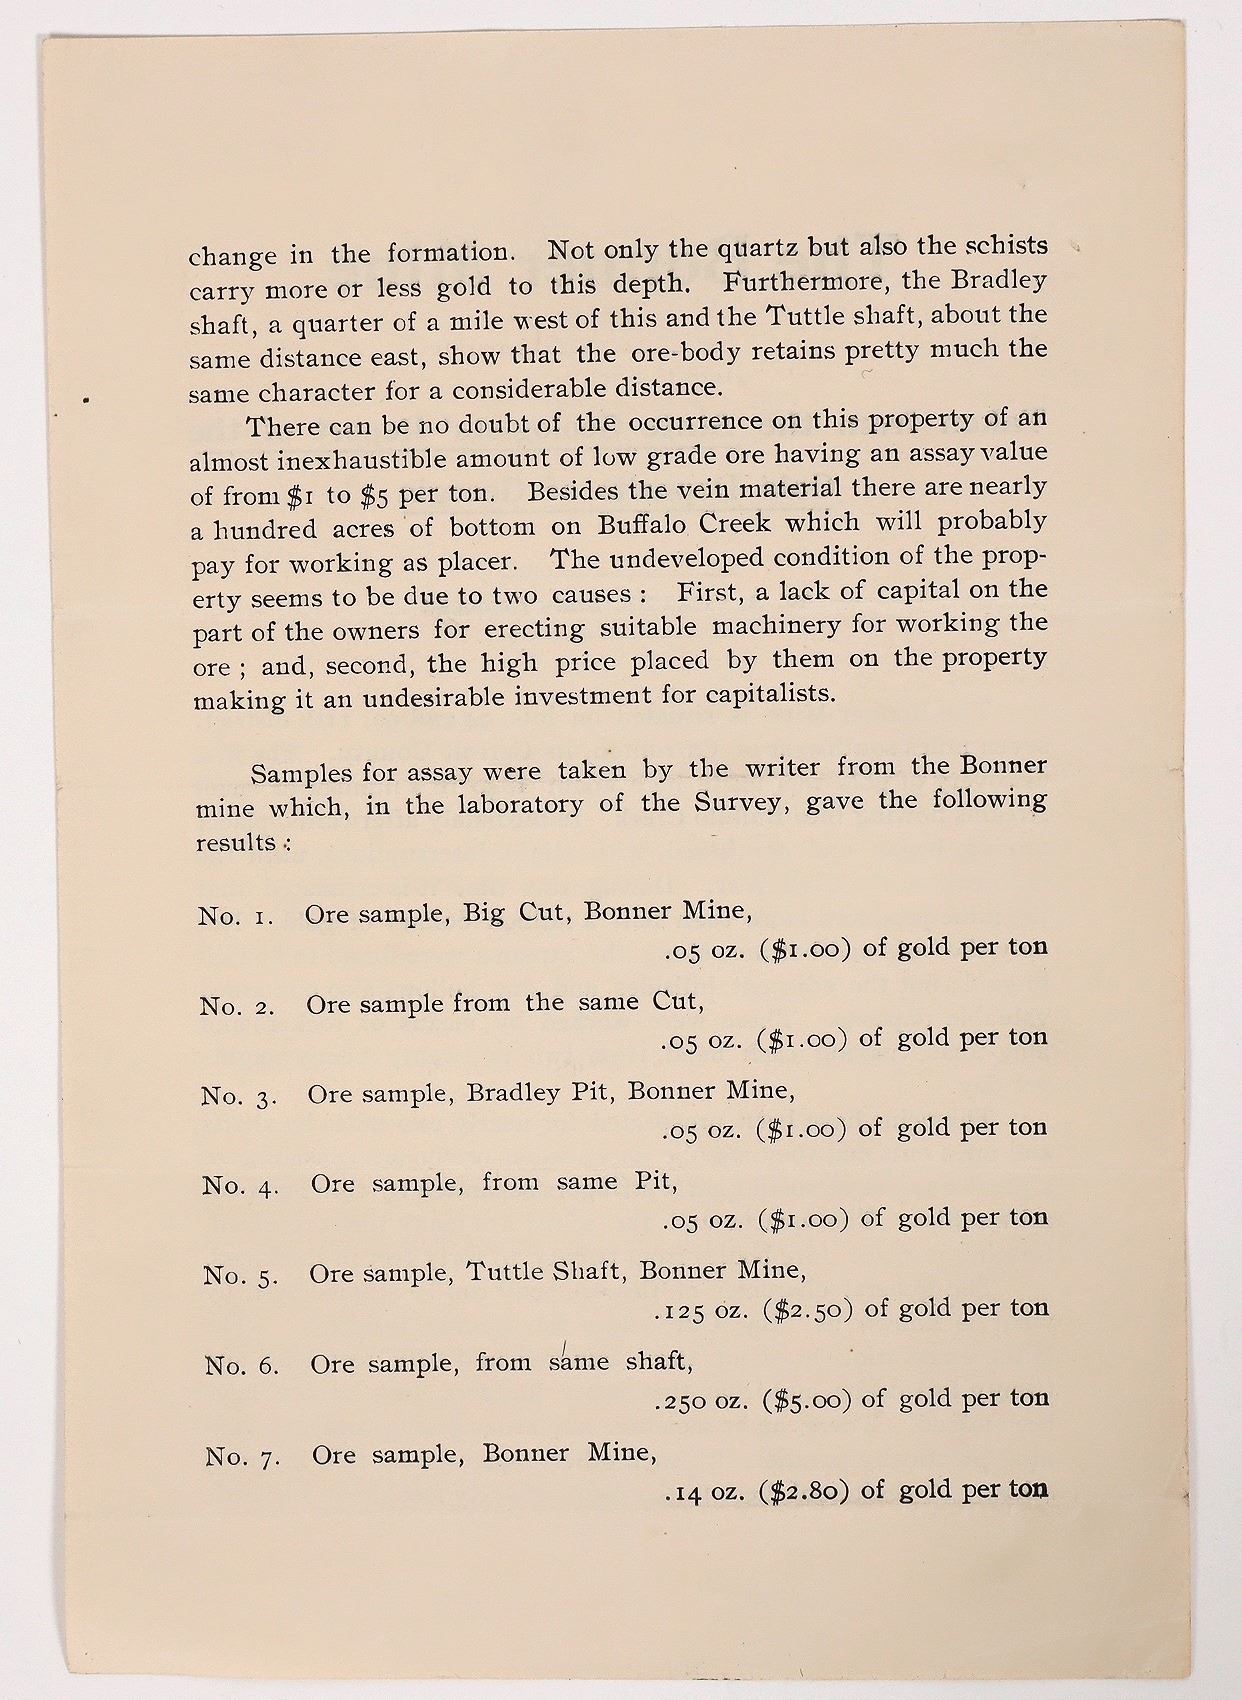 change in the formation. Not only the quartz but also the schists
carry more or less gold to this depth. Furthermore, the Bradley
shaft, a quarter of a mile west of this and the Tuttle shaft, about the
same distance east, show that the ore-body retains pretty much the
same character for a considerable distance.
There can be no doubt of the occurrence on this property of an
almost inexhaustible amount of low grade ore having an assay value
of from $1 to $5 per ton. Besides the vein material there are nearly
a hundred acres of bottom on Buffalo Creek which will probably
pay for working as placer. The undeveloped condition of the prop-
erty seems to be due to two causes : First, a lack of capital on the
part of the owners for erecting suitable machinery for working the
ore ; and, second, the high price placed by them on the property
making it an undesirable investment for capitalists.
Samples for assay were taken by the writer from the Bonner
mine which, in the laboratory of the Survey, gave the following
results :
No. 1. Ore sample, Big Cut, Bonner Mine,
.05 oz. ($1.00) of gold per ton
No. 2. Ore sample from the same Cut,
.05 oz. ($1.00) of gold per ton
No. 3. Ore sample, Bradley Pit, Bonner Mine,
.05 oz. ($1.00) of gold per ton
No. 4. Ore sample, from same Pit,
.05 oz. ($1.00) of gold per ton
No. 5. Ore sample, Tuttle Shaft, Bonner Mine,
.125 oz. ($2.50) of gold per ton
No. 6. Ore sample, from same shaft,
.250 oz. ($5.00) of gold per ton
No. 7. Ore sample, Bonner Mine,
.14 oz. ($2.80) of gold per ton